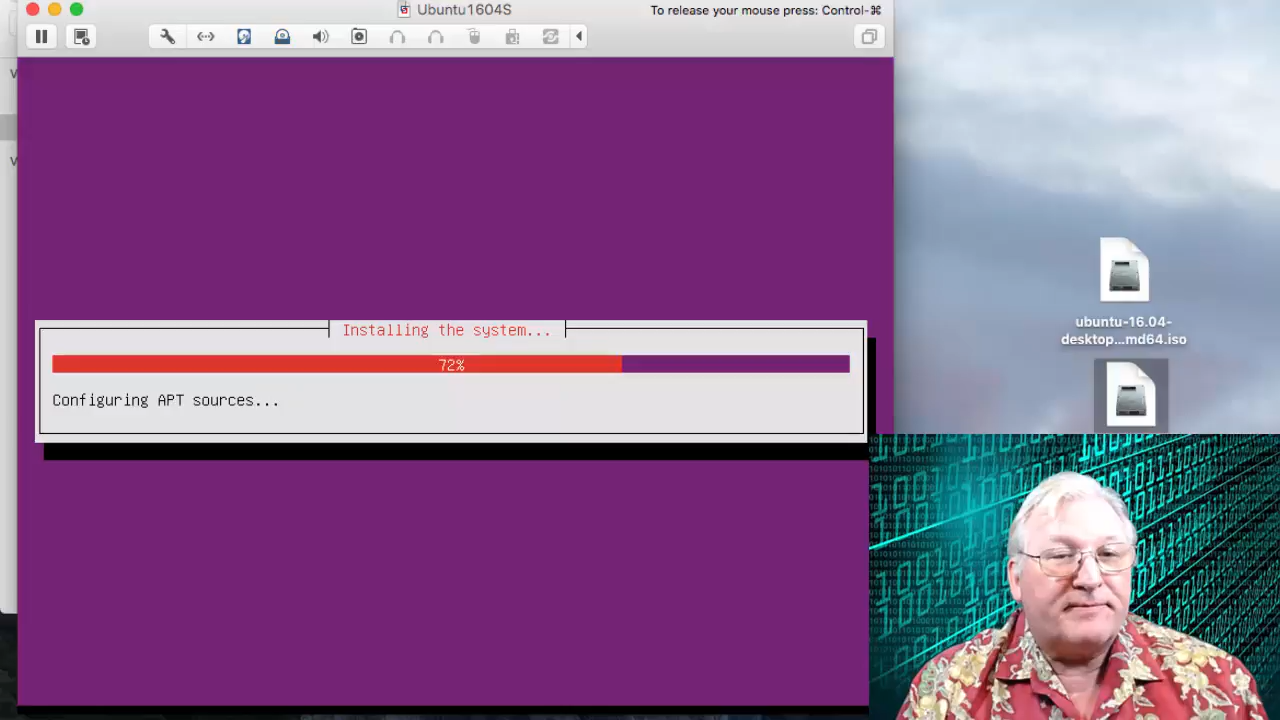 Ubuntu1604S
To release your mouse press: Control-⌘
Installing the system...
72%
Configuring APT sources...
ubuntu-16.04-
desktop...md64.iso